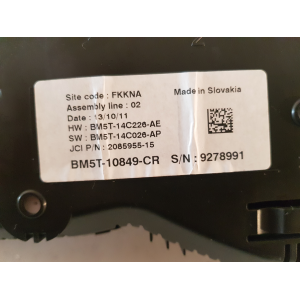 Site code : FKKNA
Made in Slovakia
Assembly line : 02
Date : 13/10/11
HW : BM5T-14C226-AE
SW : BM5T-14C026-AP
JCI P/N : 2085955-15
BM5T-10849-CR S/N : 9278991